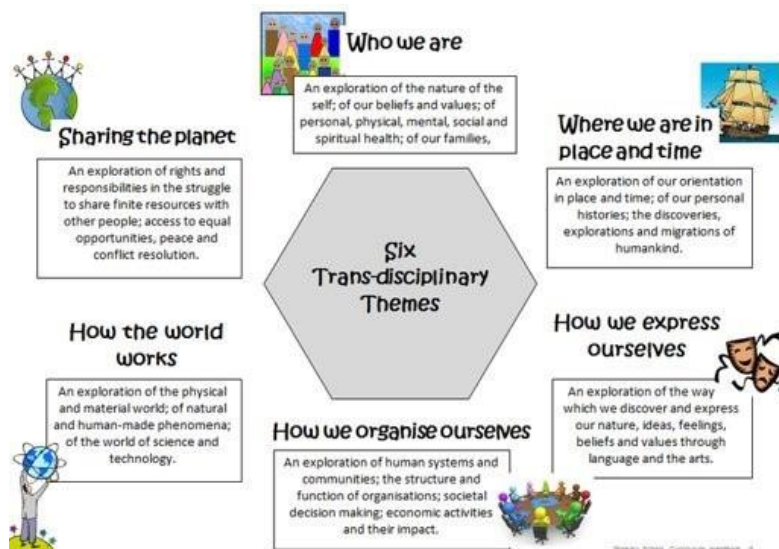 Who we are
An exploration of the nature of the
self; of our beliefs and values; of
personal, physical, mental, social and
spiritual health; of our families,
Where we are in
place and time
An exploration of our orientation
in place and time; of our personal
histories; the discoveries,
explorations and migrations of
humankind.
How we express
ourselves
An exploration of the way
which we discover and express
our nature, ideas, feelings,
beliefs and values through
language and the arts.
How we organise ourselves
An exploration of human systems and
communities; the structure and
function of organisations; societal
decision making; economic activities
and their impact.
How the world
works
An exploration of the physical
and material world; of natural
and human-made phenomena;
of the world of science and
technology.
Sharing the planet
An exploration of rights and
responsibilities in the struggle
to share finite resources with
other people; access to equal
opportunities, peace and
conflict resolution.
Six
Trans-disciplinary
Themes